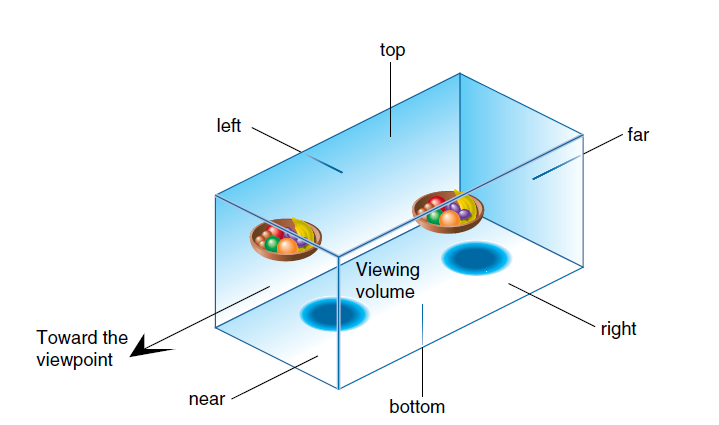 top
left
far
Viewing
volume
Toward the
viewpoint
right
near
bottom